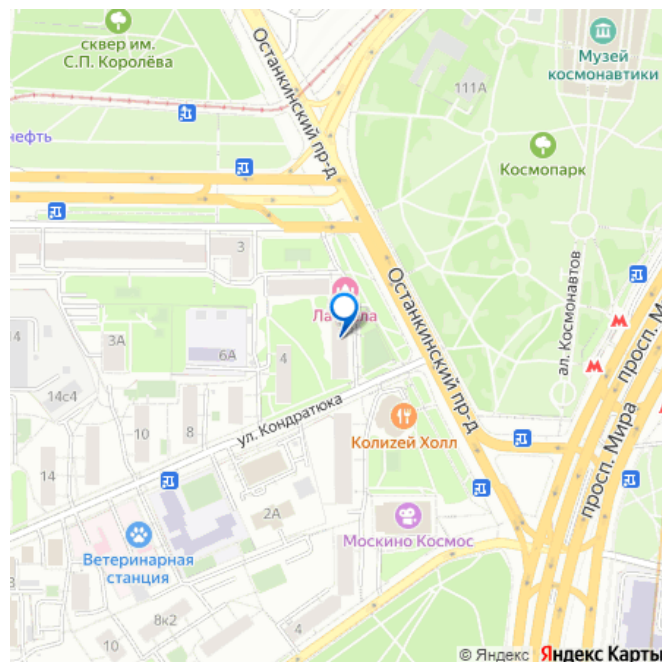 сквер им.
С.П. Королёва
Останкинский пр-д
111А
Музей
космонавтики
нефть
Космопарк
3
ал. Космонавтов
Останкинский пр-д
3А
6А
4
14с4
просп. М
просп. Мира
ул. Кондратюка
10
8
Колизей Холл
14
2А
Москино Космос
Ветеринарная
станция
8к2
4
10
© Яндекс Яндекс Карты